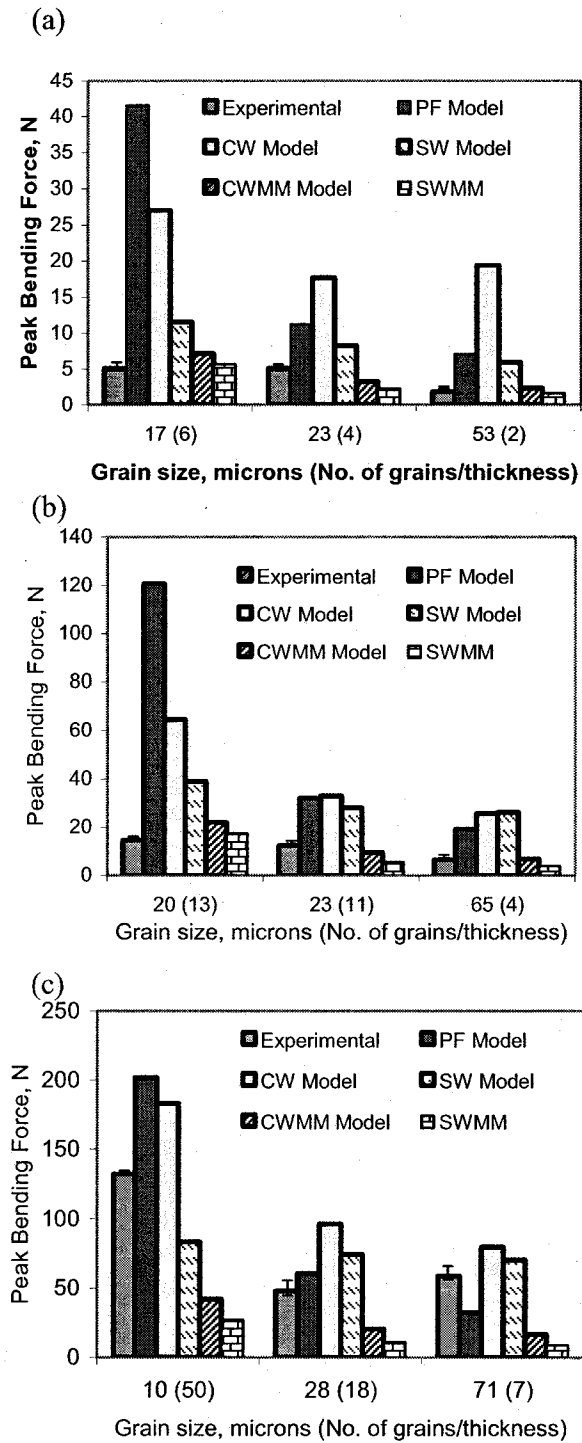 (a)
Peak Bending Force, N
45
40
35
30
25
20
15
10
5
0
Experimental PF Model
CW Model SW Model
CWMM Model SWMM
17 (6) 23 (4) 53 (2)
Grain size, microns (No. of grains/thickness)
(b)
Peak Bending Force, N
140
120
100
80
60
40
20
0
Experimental PF Model
CW Model SW Model
CWMM Model SWMM
20 (13) 23 (11) 65 (4)
Grain size, microns (No. of grains/thickness)
(c)
Peak Bending Force, N
250
200
150
100
50
0
Experimental PF Model
CW Model SW Model
CWMM Model SWMM
10 (50) 28 (18) 71 (7)
Grain size, microns (No. of grains/thickness)